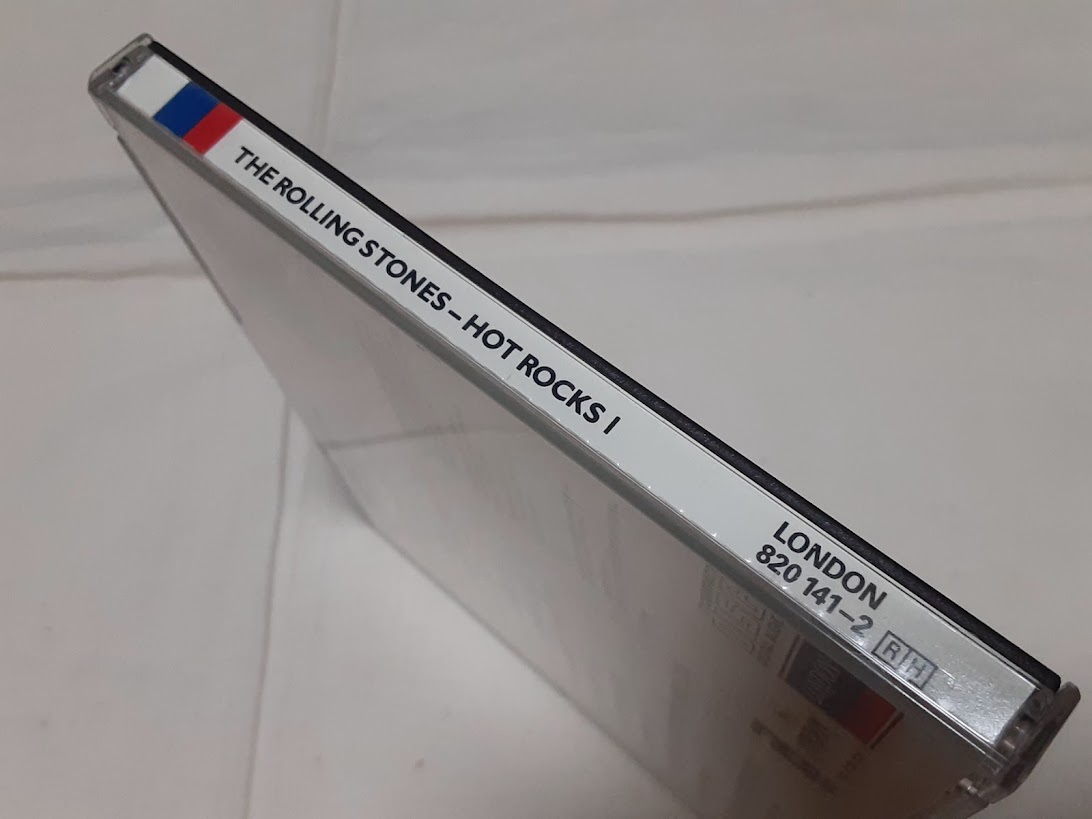 THE ROLLING STONES – HOT ROCKS I
LONDON
820 141–2
RH